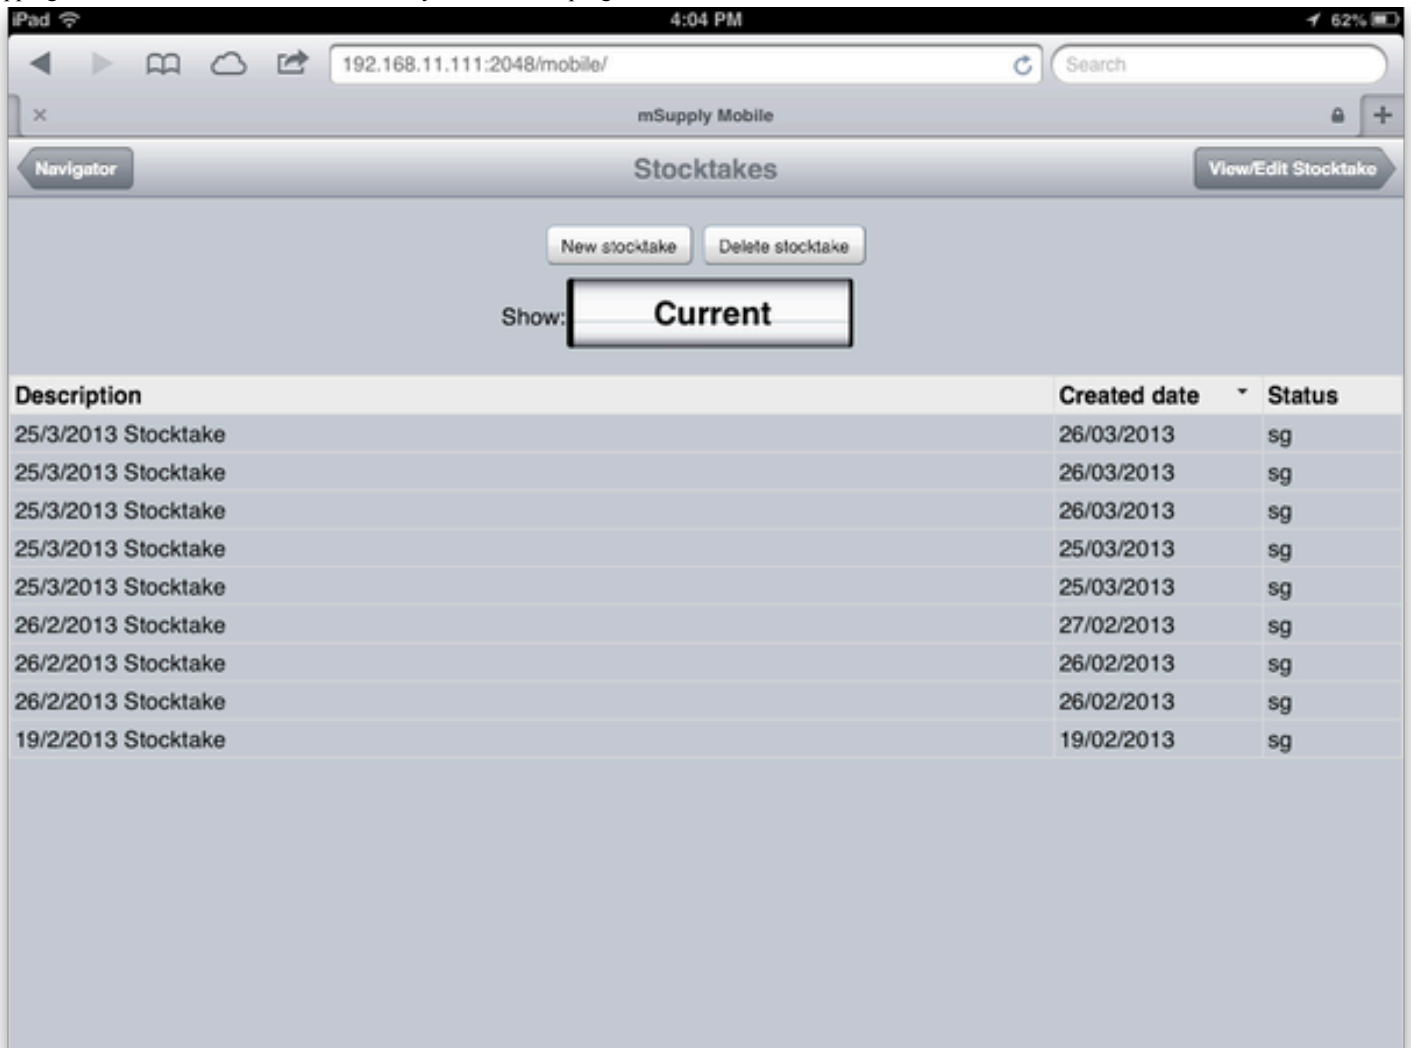 iPad 4:04 PM 62%
192.168.11.111:2048/mobile/ Search
mSupply Mobile
Navigator Stocktakes View/Edit Stocktake
New stocktake Delete stocktake
Show: Current
Description Created date Status
25/3/2013 Stocktake 26/03/2013 sg
25/3/2013 Stocktake 26/03/2013 sg
25/3/2013 Stocktake 26/03/2013 sg
25/3/2013 Stocktake 25/03/2013 sg
25/3/2013 Stocktake 25/03/2013 sg
26/2/2013 Stocktake 27/02/2013 sg
26/2/2013 Stocktake 26/02/2013 sg
26/2/2013 Stocktake 26/02/2013 sg
19/2/2013 Stocktake 19/02/2013 sg